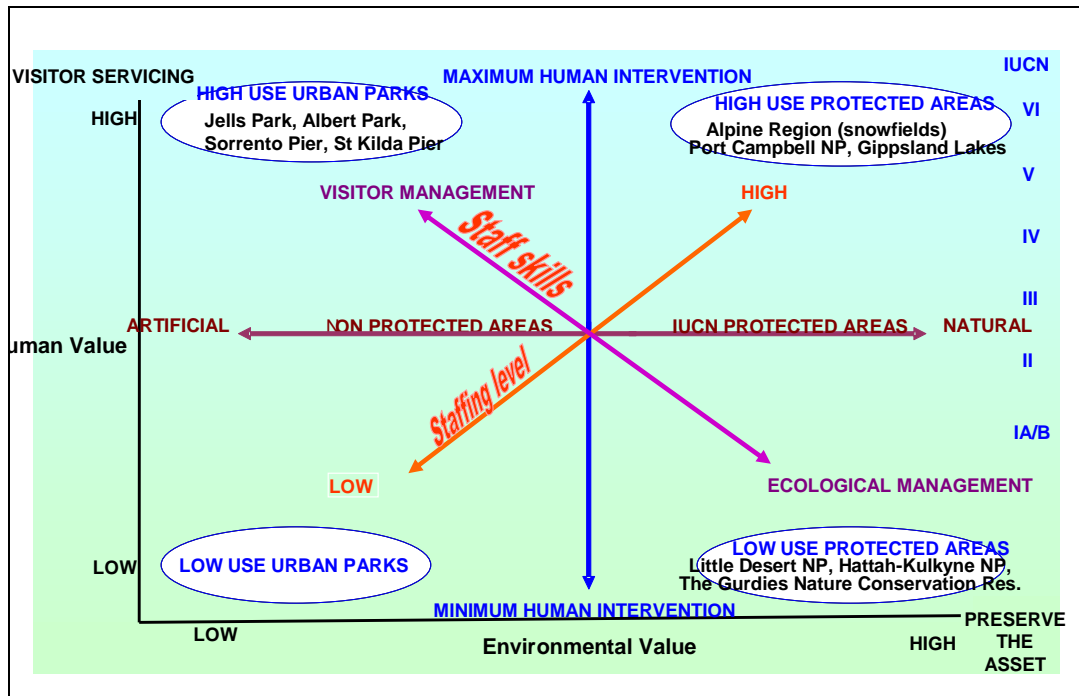 VISITOR SERVICING
MAXIMUM HUMAN INTERVENTION
IUCN
HIGH USE URBAN PARKS
Jells Park, Albert Park,
Sorrento Pier, St Kilda Pier
HIGH USE PROTECTED AREAS
Alpine Region (snowfields)
Port Campbell NP, Gippsland Lakes
HIGH
VI
V
VISITOR MANAGEMENT
HIGH
Staff skills
IV
III
ARTIFICIAL
NON PROTECTED AREAS
IUCN PROTECTED AREAS
NATURAL
uman Value
II
Staffing level
IA/B
LOW
ECOLOGICAL MANAGEMENT
LOW
LOW USE URBAN PARKS
LOW USE PROTECTED AREAS
Little Desert NP, Hattah-Kulkyne NP,
The Gurdies Nature Conservation Res.
MINIMUM HUMAN INTERVENTION
LOW
Environmental Value
HIGH
PRESERVE
THE
ASSET